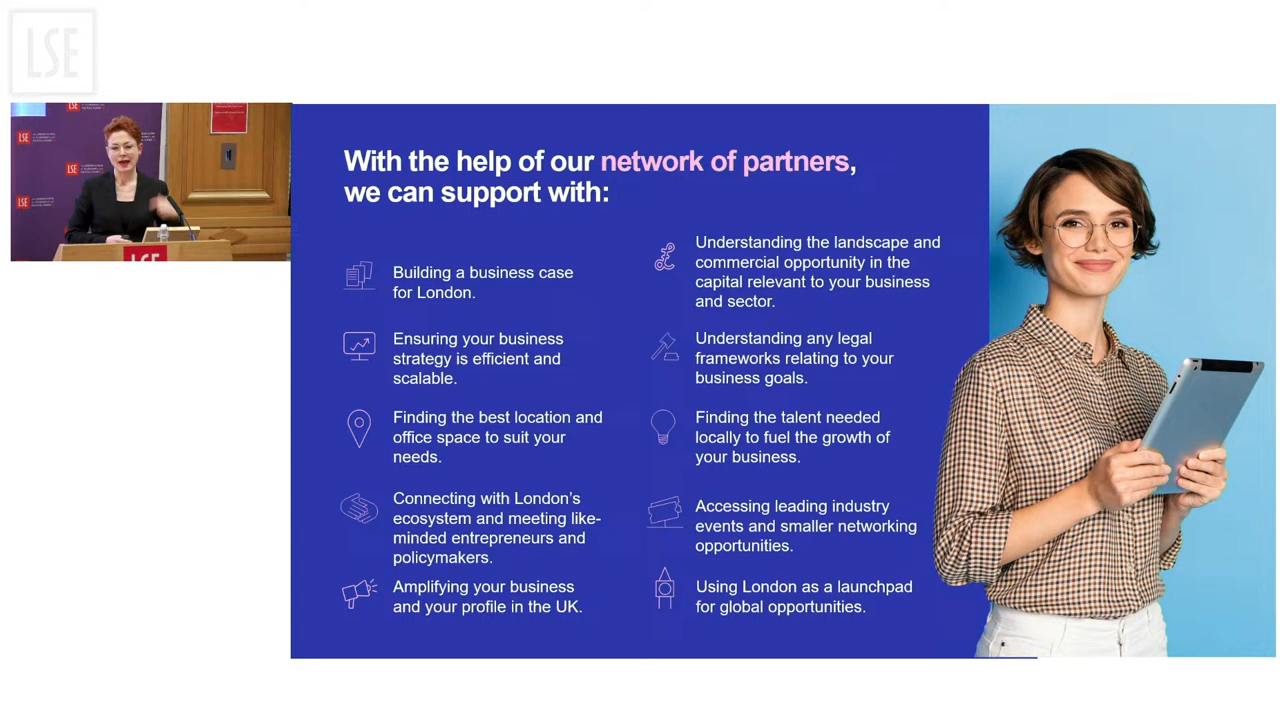 LSE
LSE
LSE
LSE
LSE
LSE
With the help of our network of partners,
we can support with:
Building a business case
for London.
Ensuring your business
strategy is efficient and
scalable.
Finding the best location and
office space to suit your
needs.
Connecting with London’s
ecosystem and meeting like-
minded entrepreneurs and
policymakers.
Amplifying your business
and your profile in the UK.
Understanding the landscape and
commercial opportunity in the
capital relevant to your business
and sector.
Understanding any legal
frameworks relating to your
business goals.
Finding the talent needed
locally to fuel the growth of
your business.
Accessing leading industry
events and smaller networking
opportunities.
Using London as a launchpad
for global opportunities.